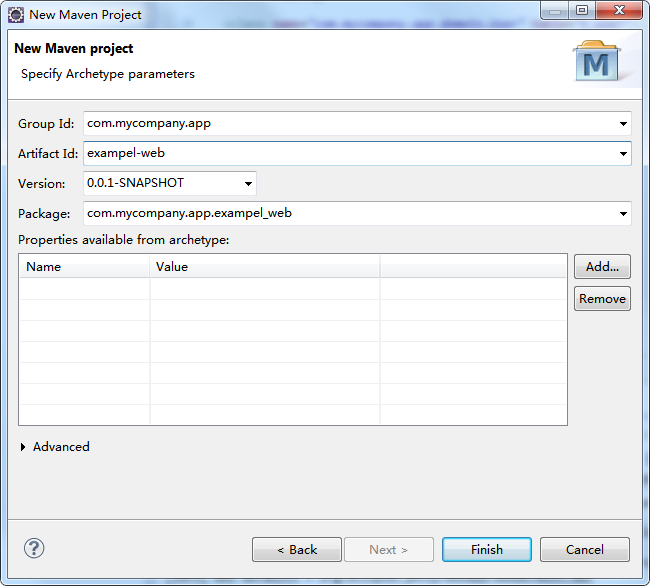 New Maven Project
New Maven project
Specify Archetype parameters
M
Group Id: com.mycompany.app
Artifact Id: exampel-web
Version: 0.0.1-SNAPSHOT
Package: com.mycompany.app.exampel_web
Properties available from archetype:
Name Value
Add...
Remove
Advanced
?
< Back Next > Finish Cancel